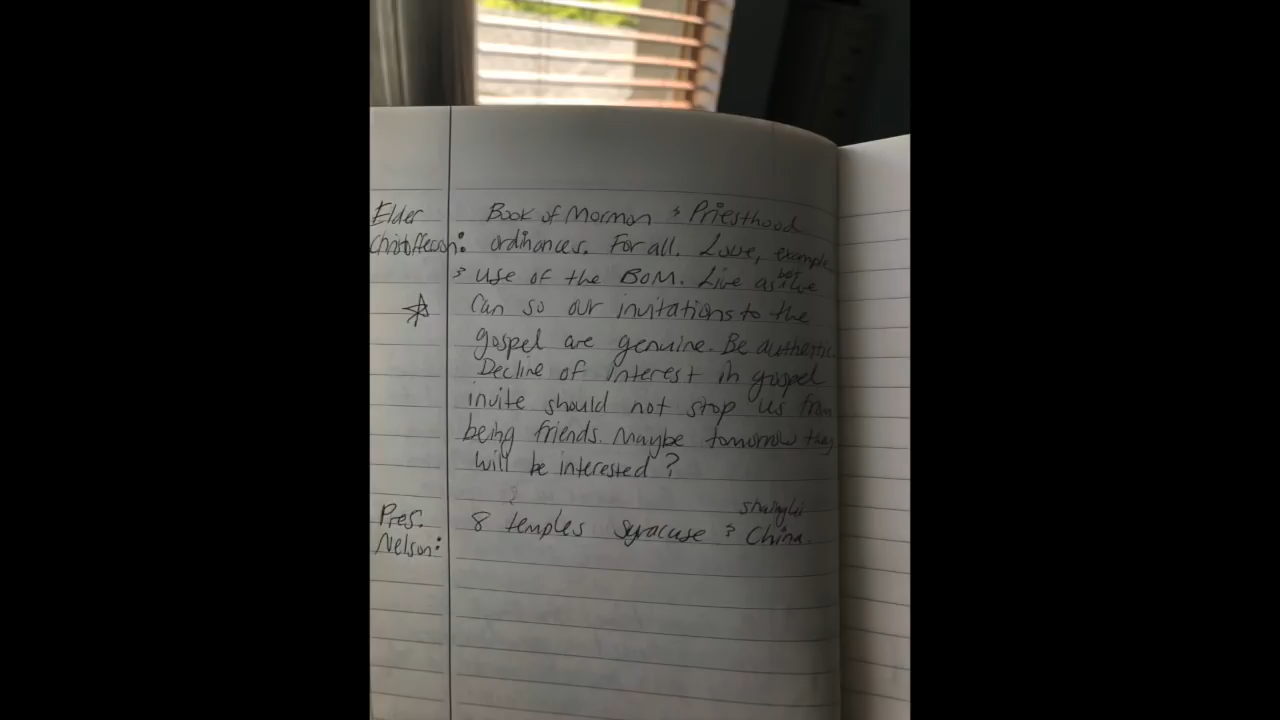 Elder Book of Mormon & Priesthood
Christofferson: ordinances. For all. Love, example,
& use of the BoM. Live as best we
☆ can so our invitations to the
gospel are genuine. Be authentic.
Decline of interest in gospel
invite should not stop us from
being friends. Maybe tomorrow they
will be interested?
Pres. 8 temples Syracuse & China.
Nelson: